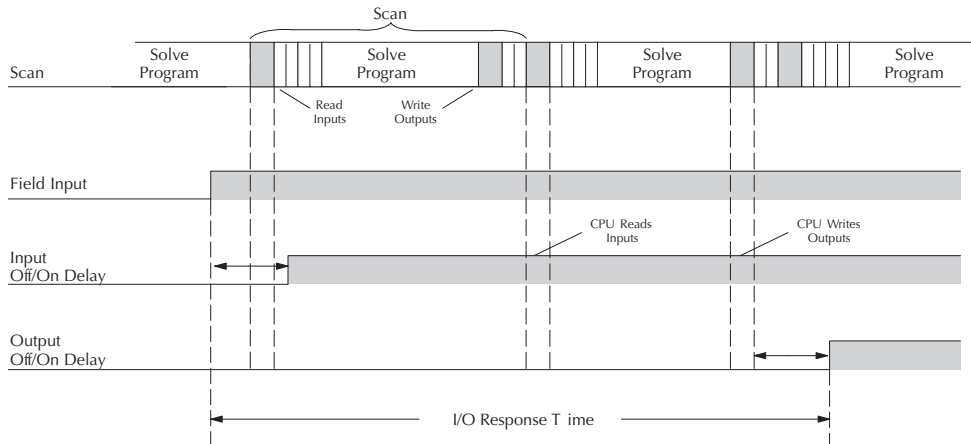 Scan
Solve
Program
Solve
Program
Solve
Program
Solve
Program
Scan
Read
Inputs
Write
Outputs
Field Input
CPU Reads
Inputs
CPU Writes
Outputs
Input
Off/On Delay
Output
Off/On Delay
I/O Response T ime